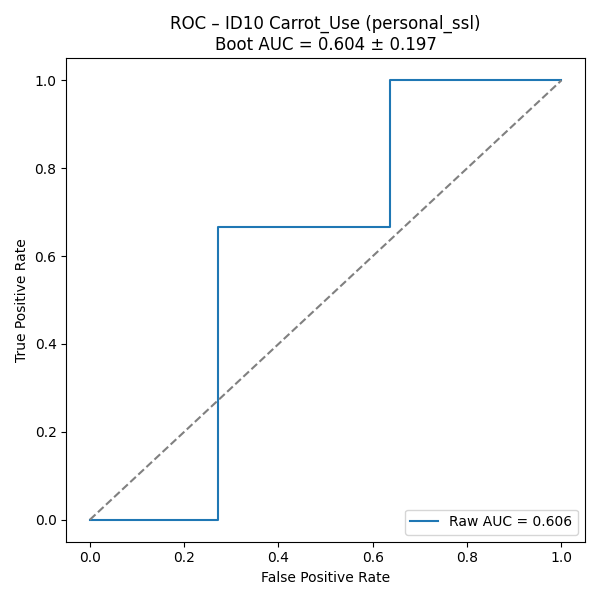 ROC – ID10 Carrot_Use (personal_ssl)
Boot AUC = 0.604 ± 0.197
True Positive Rate
1.0
0.8
0.6
0.4
0.2
0.0
Raw AUC = 0.606
0.0 0.2 0.4 0.6 0.8 1.0
False Positive Rate